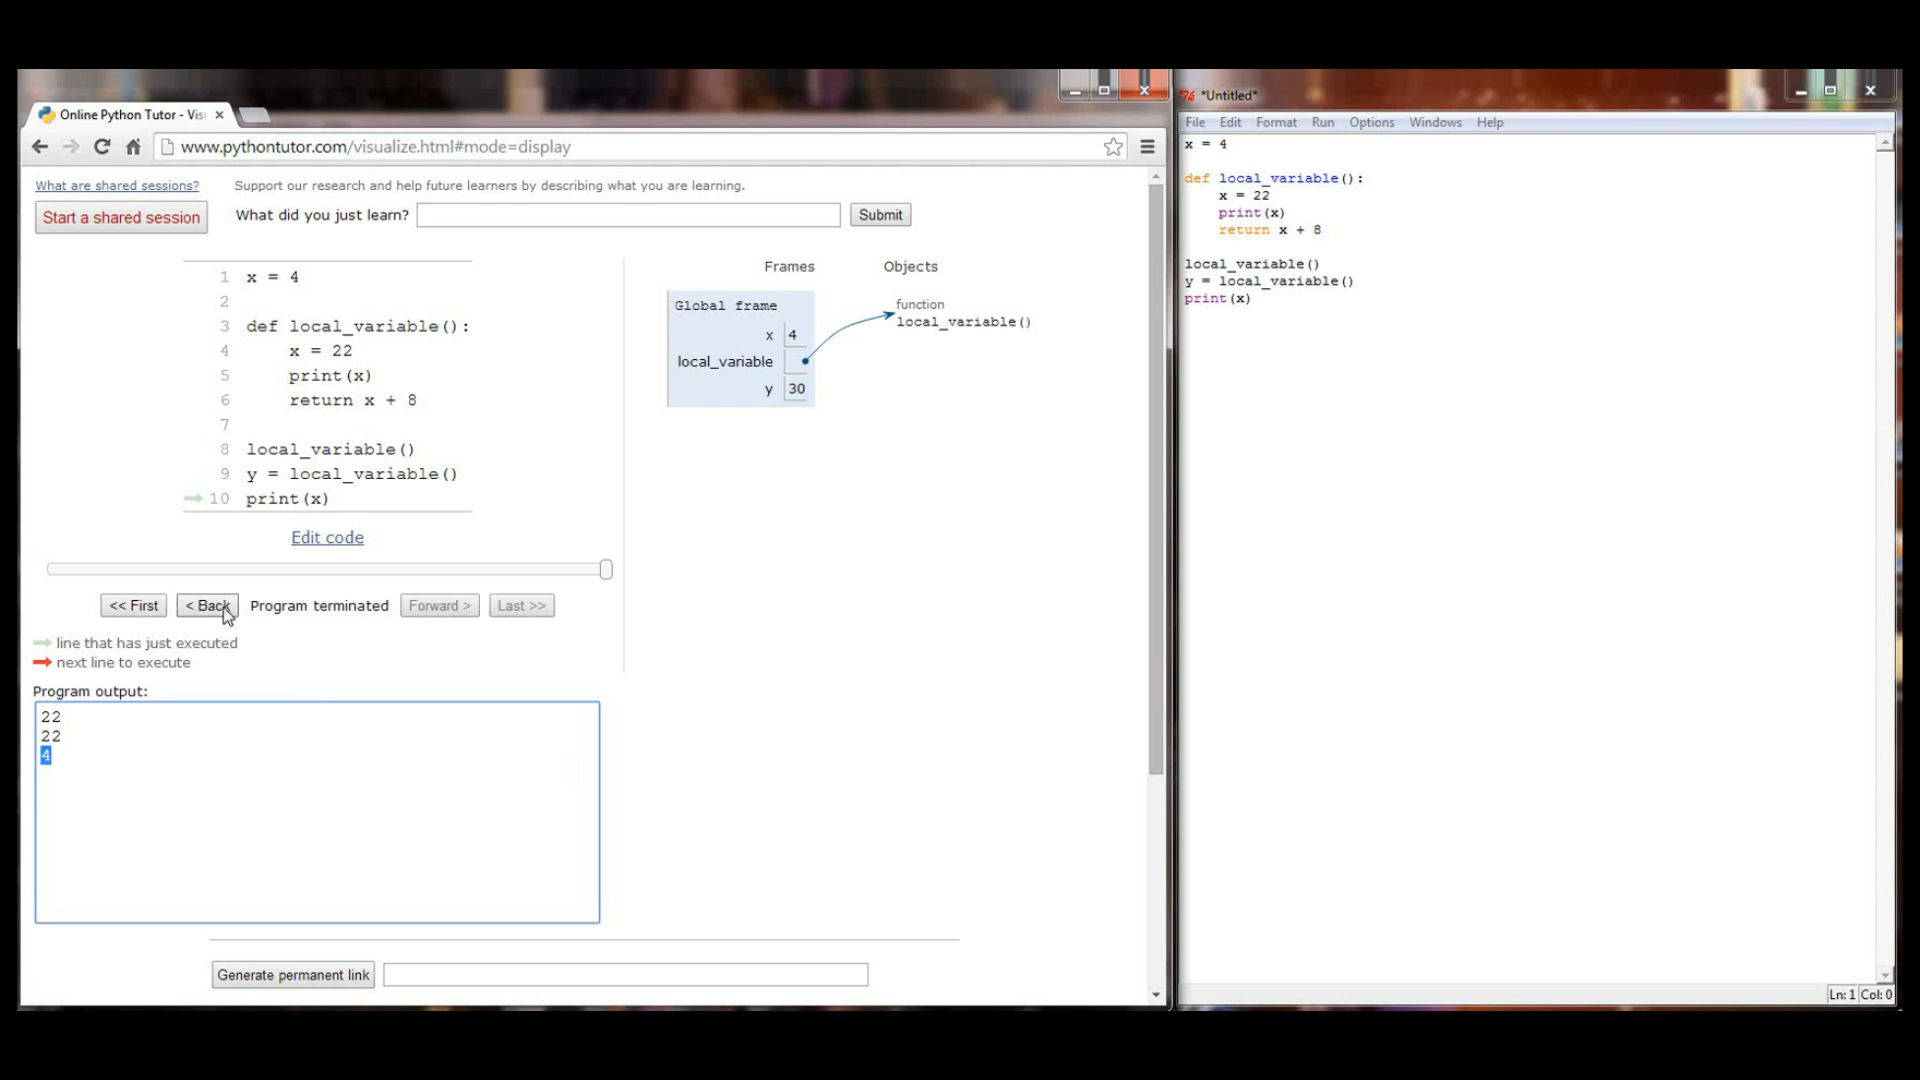 Online Python Tutor - Vis
www.pythontutor.com/visualize.html#mode=display
What are shared sessions?
Support our research and help future learners by describing what you are learning.
Start a shared session
What did you just learn?
Submit
1 x = 4
2
3 def local_variable():
4     x = 22
5     print(x)
6     return x + 8
7
8 local_variable()
9 y = local_variable()
10 print(x)
Edit code
<< First
< Back
Program terminated
Forward >
Last >>
line that has just executed
next line to execute
Program output:
22
22
4
Generate permanent link
Frames
Objects
Global frame
x 4
local_variable
y 30
function
local_variable()
*Untitled*
File Edit Format Run Options Windows Help
x = 4
def local_variable():
    x = 22
    print(x)
    return x + 8
local_variable()
y = local_variable()
print(x)
Ln: 1 Col: 0